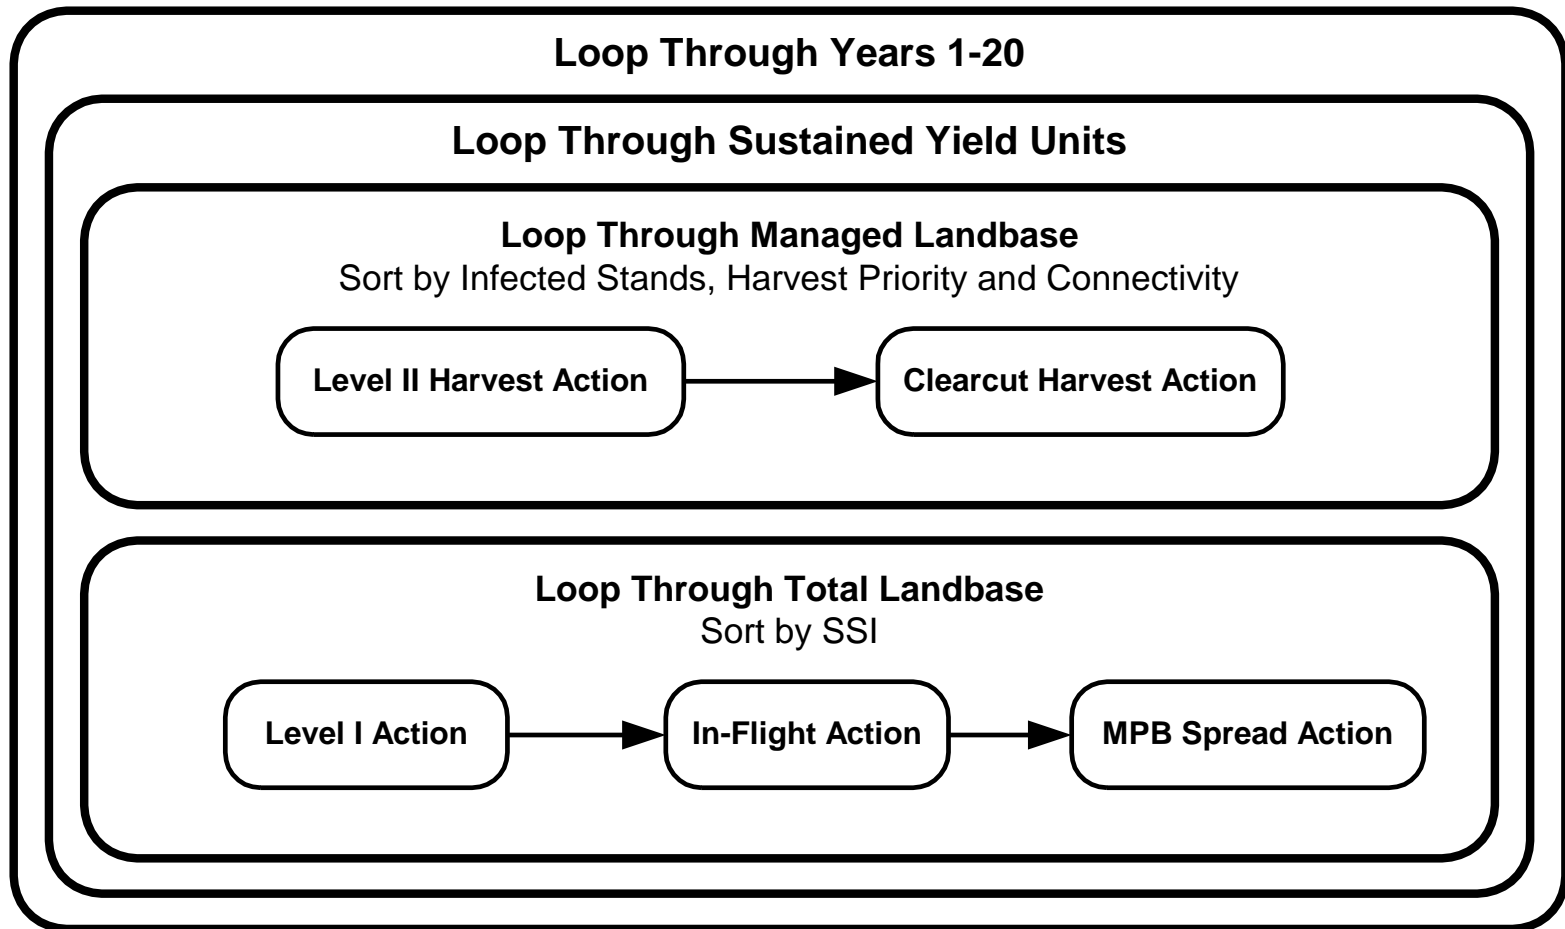 Loop Through Years 1-20
Loop Through Sustained Yield Units
Loop Through Managed Landbase
Sort by Infected Stands, Harvest Priority and Connectivity
Level II Harvest Action
Clearcut Harvest Action
Loop Through Total Landbase
Sort by SSI
Level I Action
In-Flight Action
MPB Spread Action